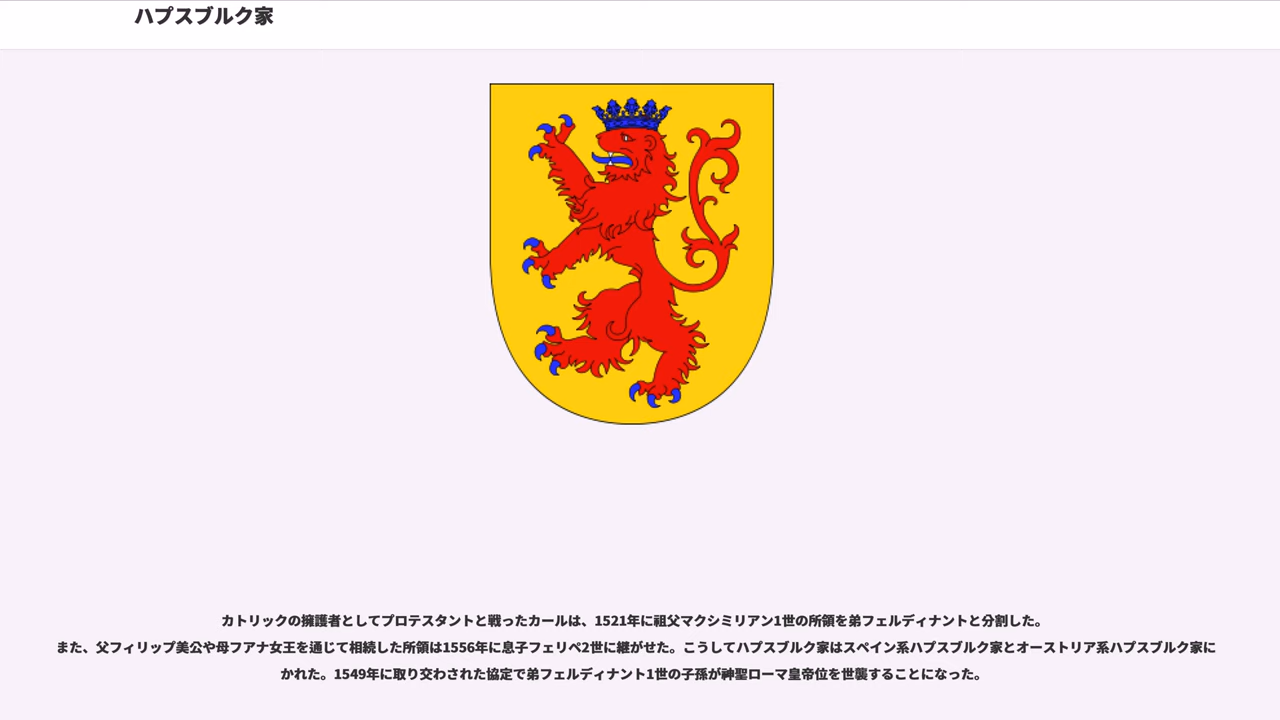 ハプスブルク家
カトリックの擁護者としてプロテスタントと戦ったカールは、1521年に祖父マクシミリアン1世の所領を弟フェルディナントと分割した。
また、父フィリップ美公や母フアナ女王を通じて相続した所領は1556年に息子フェリペ2世に継がせた。こうしてハプスブルク家はスペイン系ハプスブルク家とオーストリア系ハプスブルク家に
かれた。1549年に取り交わされた協定で弟フェルディナント1世の子孫が神聖ローマ皇帝位を世襲することになった。